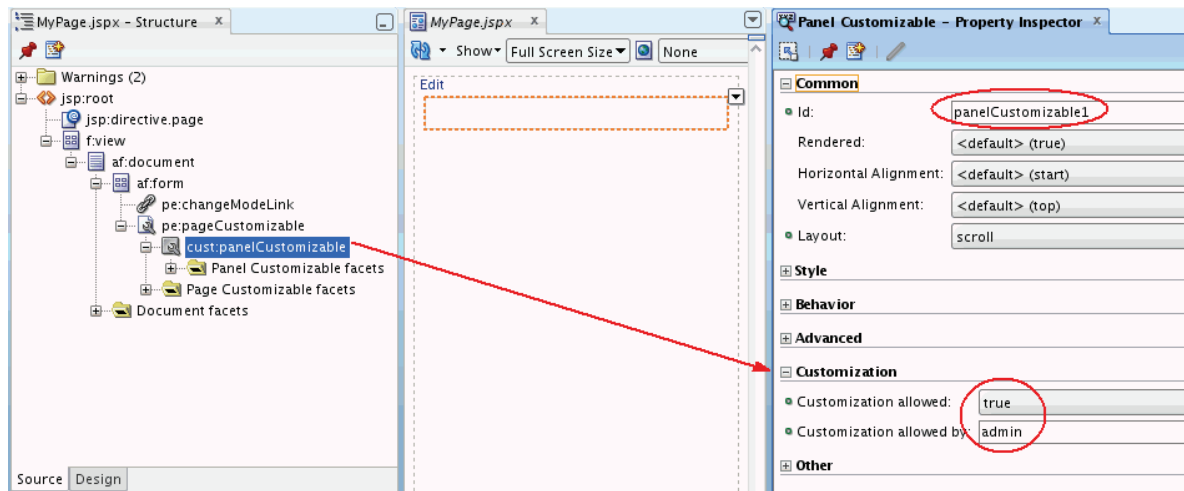 MyPage.jspx - Structure x
Warnings (2)
jsp:root
jsp:directive.page
f:view
af:document
af:form
pe:changeModeLink
pe:pageCustomizable
cust:panelCustomizable
Panel Customizable facets
Page Customizable facets
Document facets
Source Design
MyPage.jspx x
Show Full Screen Size None
Edit
Panel Customizable - Property Inspector x
Common
Id: panelCustomizable1
Rendered: <default> (true)
Horizontal Alignment: <default> (start)
Vertical Alignment: <default> (top)
Layout: scroll
Style
Behavior
Advanced
Customization
Customization allowed: true
Customization allowed by: admin
Other